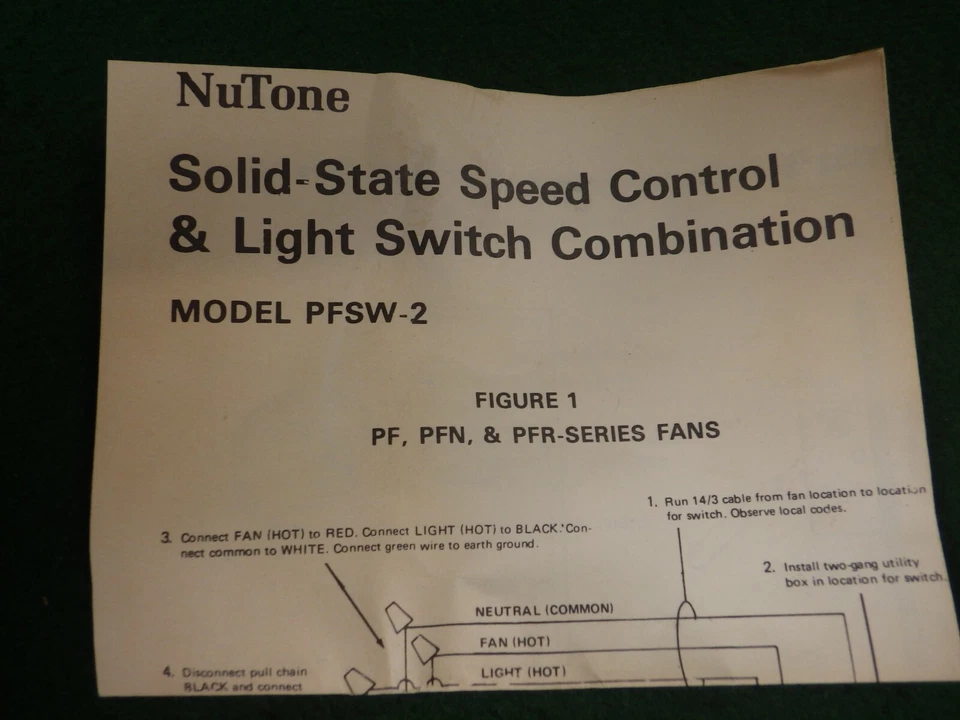 NuTone
Solid-State Speed Control
& Light Switch Combination
MODEL PFSW-2
FIGURE 1
PF, PFN, & PFR-SERIES FANS
1. Run 14/3 cable from fan location to location
for switch. Observe local codes.
3. Connect FAN (HOT) to RED. Connect LIGHT (HOT) to BLACK. Con-
nect common to WHITE. Connect green wire to earth ground.
2. Install two-gang utility
box in location for switch.
NEUTRAL (COMMON)
FAN (HOT)
LIGHT (HOT)
4. Disconnect pull chain
BLACK and connect